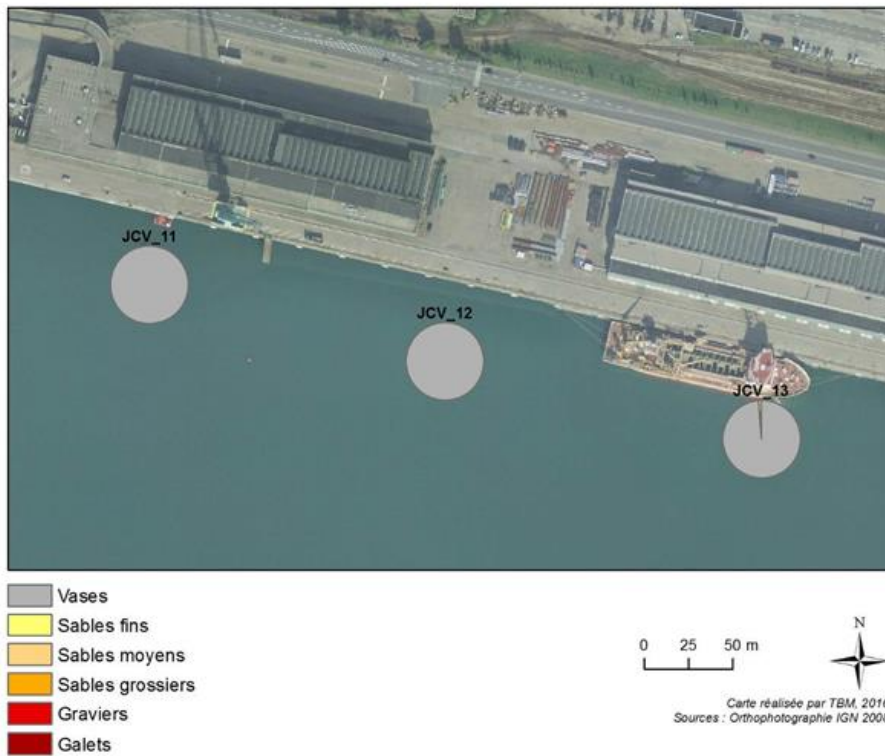 JCV_11
JCV_12
JCV_13
Vases
Sables fins
Sables moyens
Sables grossiers
Graviers
Galets
0 25 50 m
N
Carte réalisée par TBM, 2016
Sources : Orthophotographie IGN